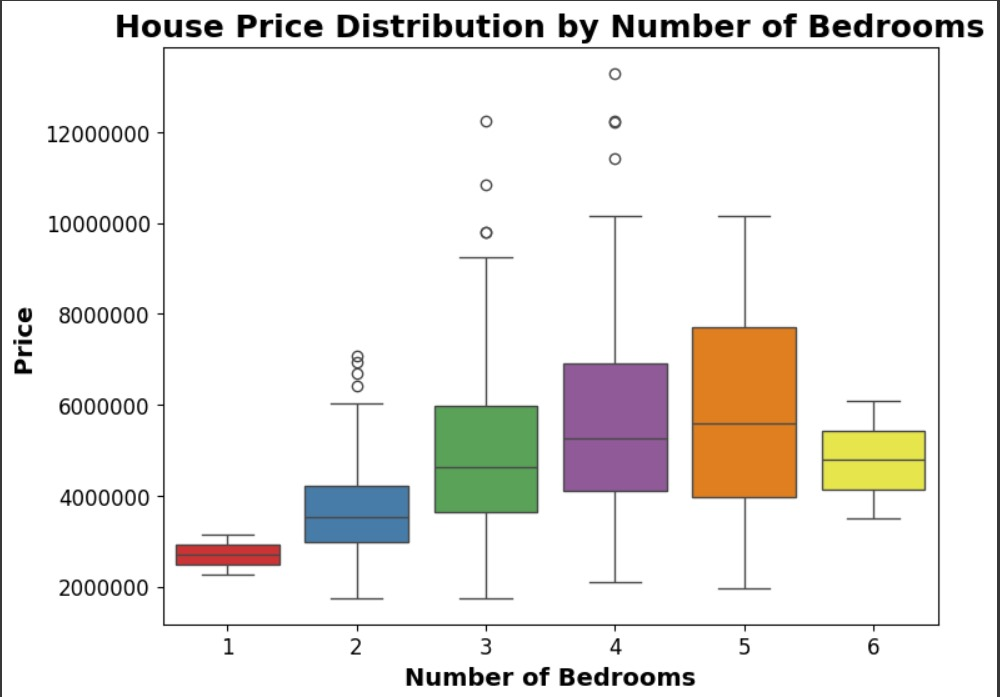 House Price Distribution by Number of Bedrooms
12000000
10000000
8000000
6000000
4000000
2000000
Price
1 2 3 4 5 6
Number of Bedrooms